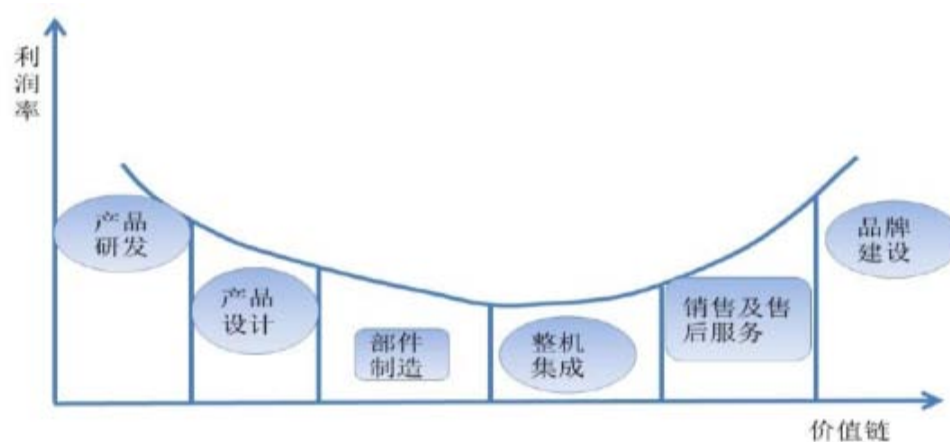 利
润
率
产品
研发
产品
设计
部件
制造
整机
集成
销售及售
后服务
品牌
建设
价值链